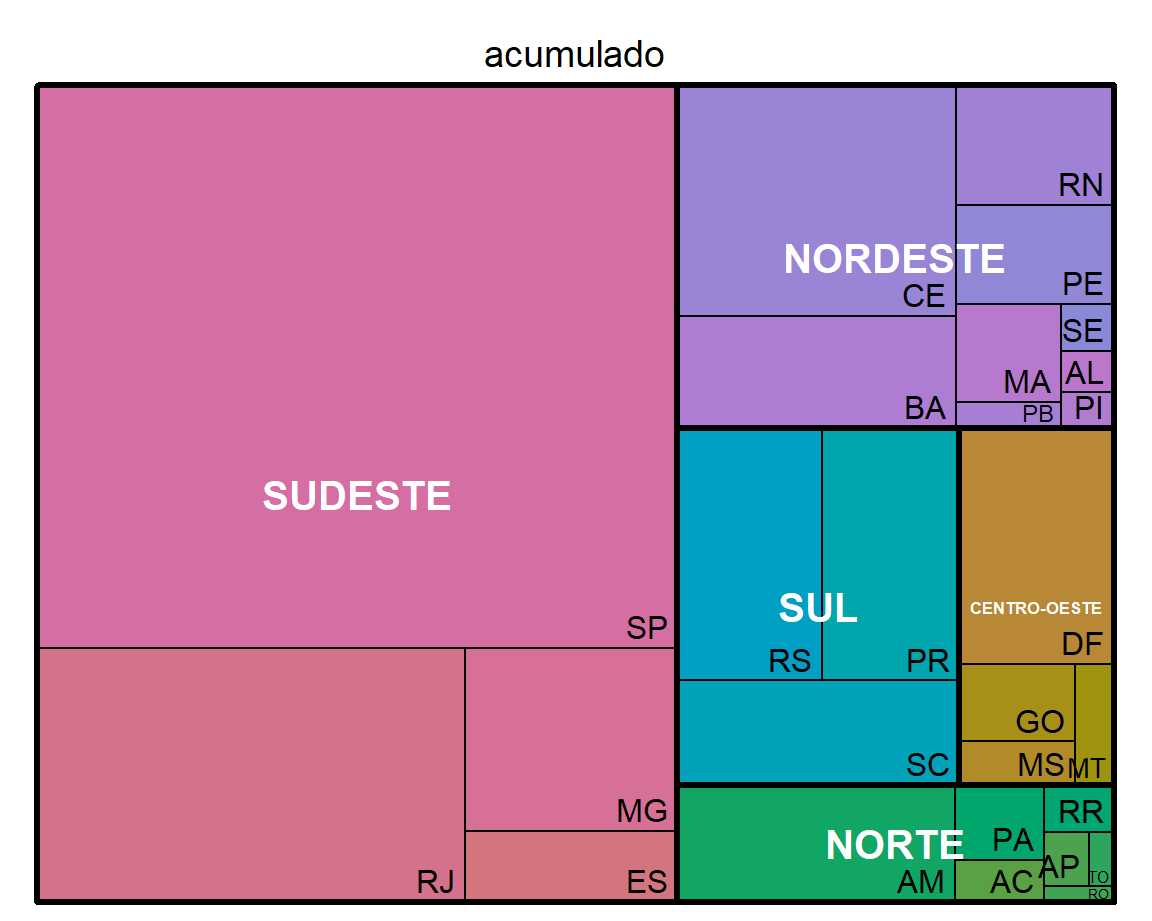 acumulado
RN
NORDESTE
PE
CE
SE
AL
MA
BA
PB
PI
SUDESTE
SUL
CENTRO-OESTE
SP
DF
RS
PR
GO
SC
MS
MT
MG
RR
NORTE
PA
AP
TO
RJ
ES
AM
AC
RO